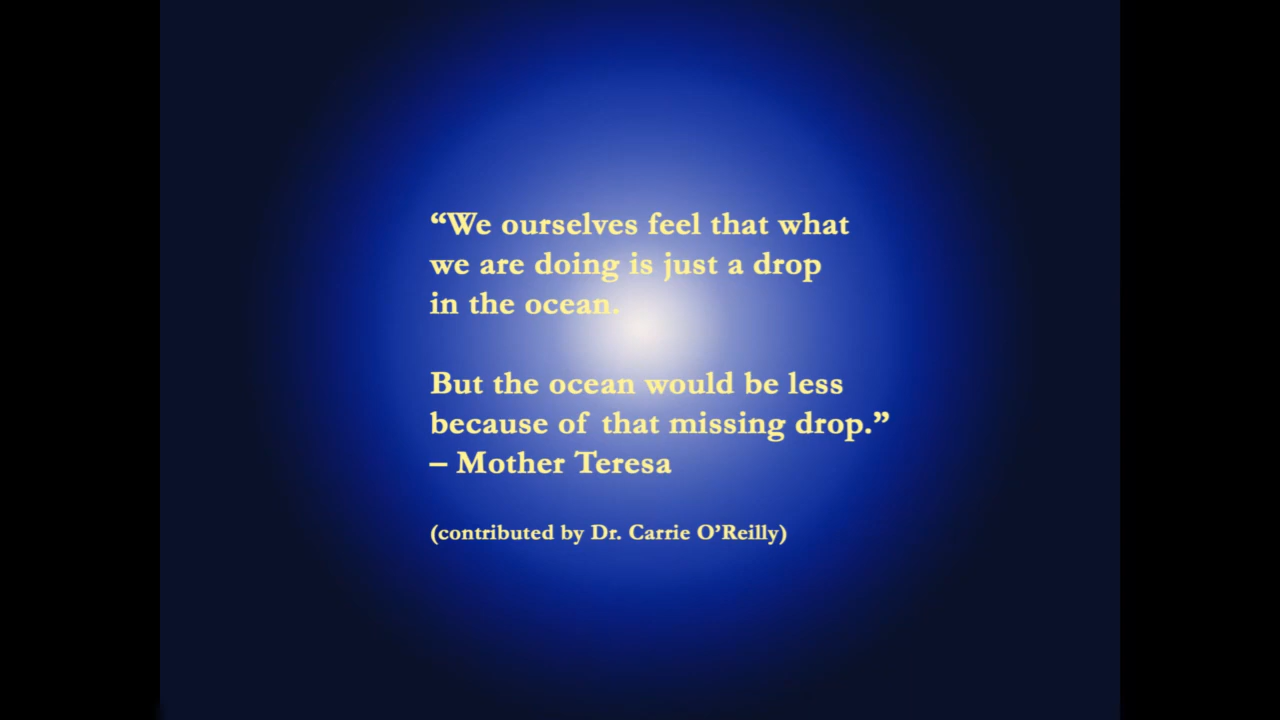 “We ourselves feel that what
we are doing is just a drop
in the ocean.
But the ocean would be less
because of that missing drop.”
– Mother Teresa
(contributed by Dr. Carrie O’Reilly)